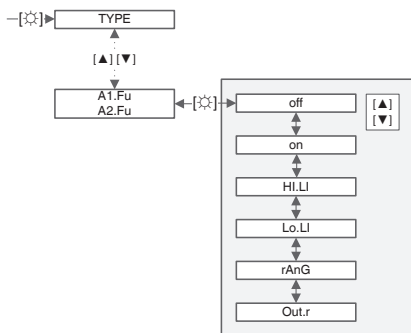 [☼] TYPE
[▲] [▼]
A1.Fu
A2.Fu
[☼]
off
[▲]
[▼]
on
HI.LI
Lo.LI
rAnG
Out.r